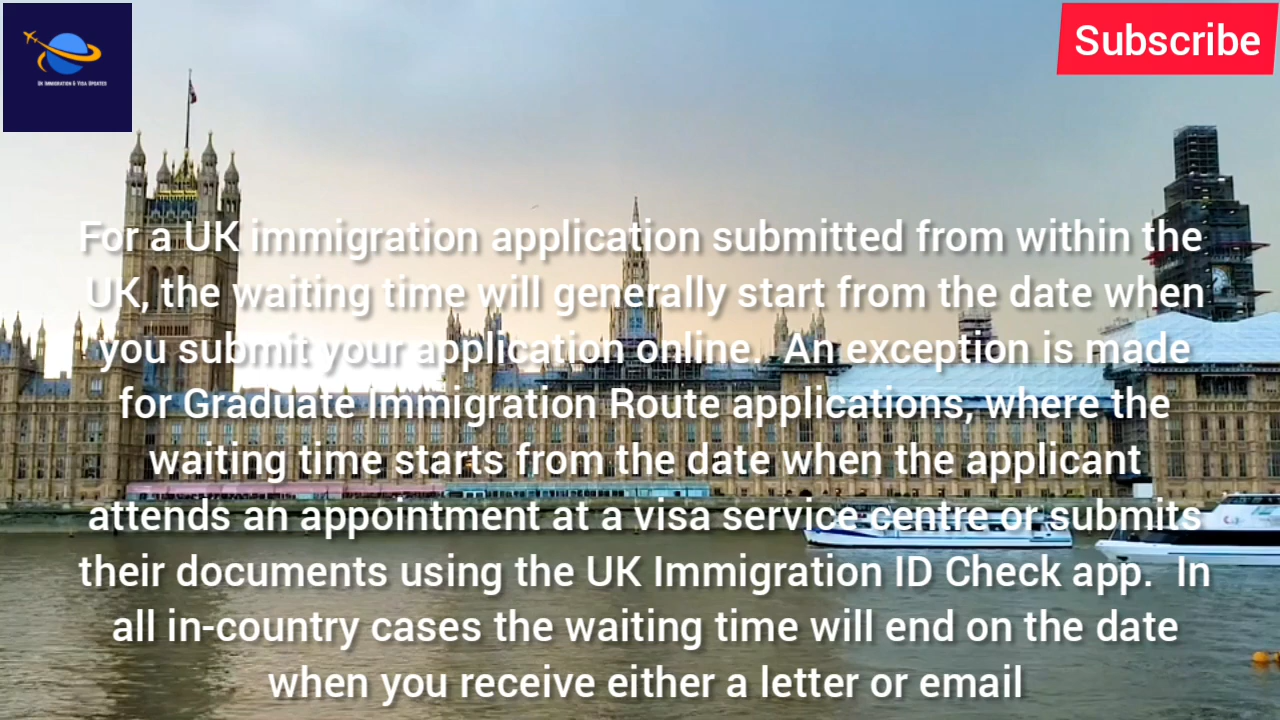 UK IMMIGRATION & VISA UPDATES
Subscribe
For a UK immigration application submitted from within the
UK, the waiting time will generally start from the date when
you submit your application online.  An exception is made
for Graduate Immigration Route applications, where the
waiting time starts from the date when the applicant
attends an appointment at a visa service centre or submits
their documents using the UK Immigration ID Check app.  In
all in-country cases the waiting time will end on the date
when you receive either a letter or email